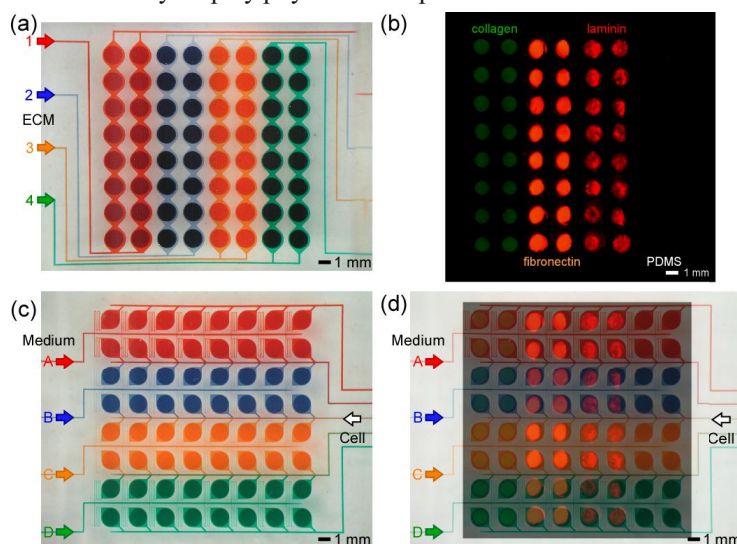 (a)
1
2
ECM
3
4
1 mm
(b)
collagen
laminin
fibronectin
PDMS
1 mm
(c)
Medium
A
B
Cell
C
D
1 mm
(d)
Medium
A
B
Cell
C
D
1 mm